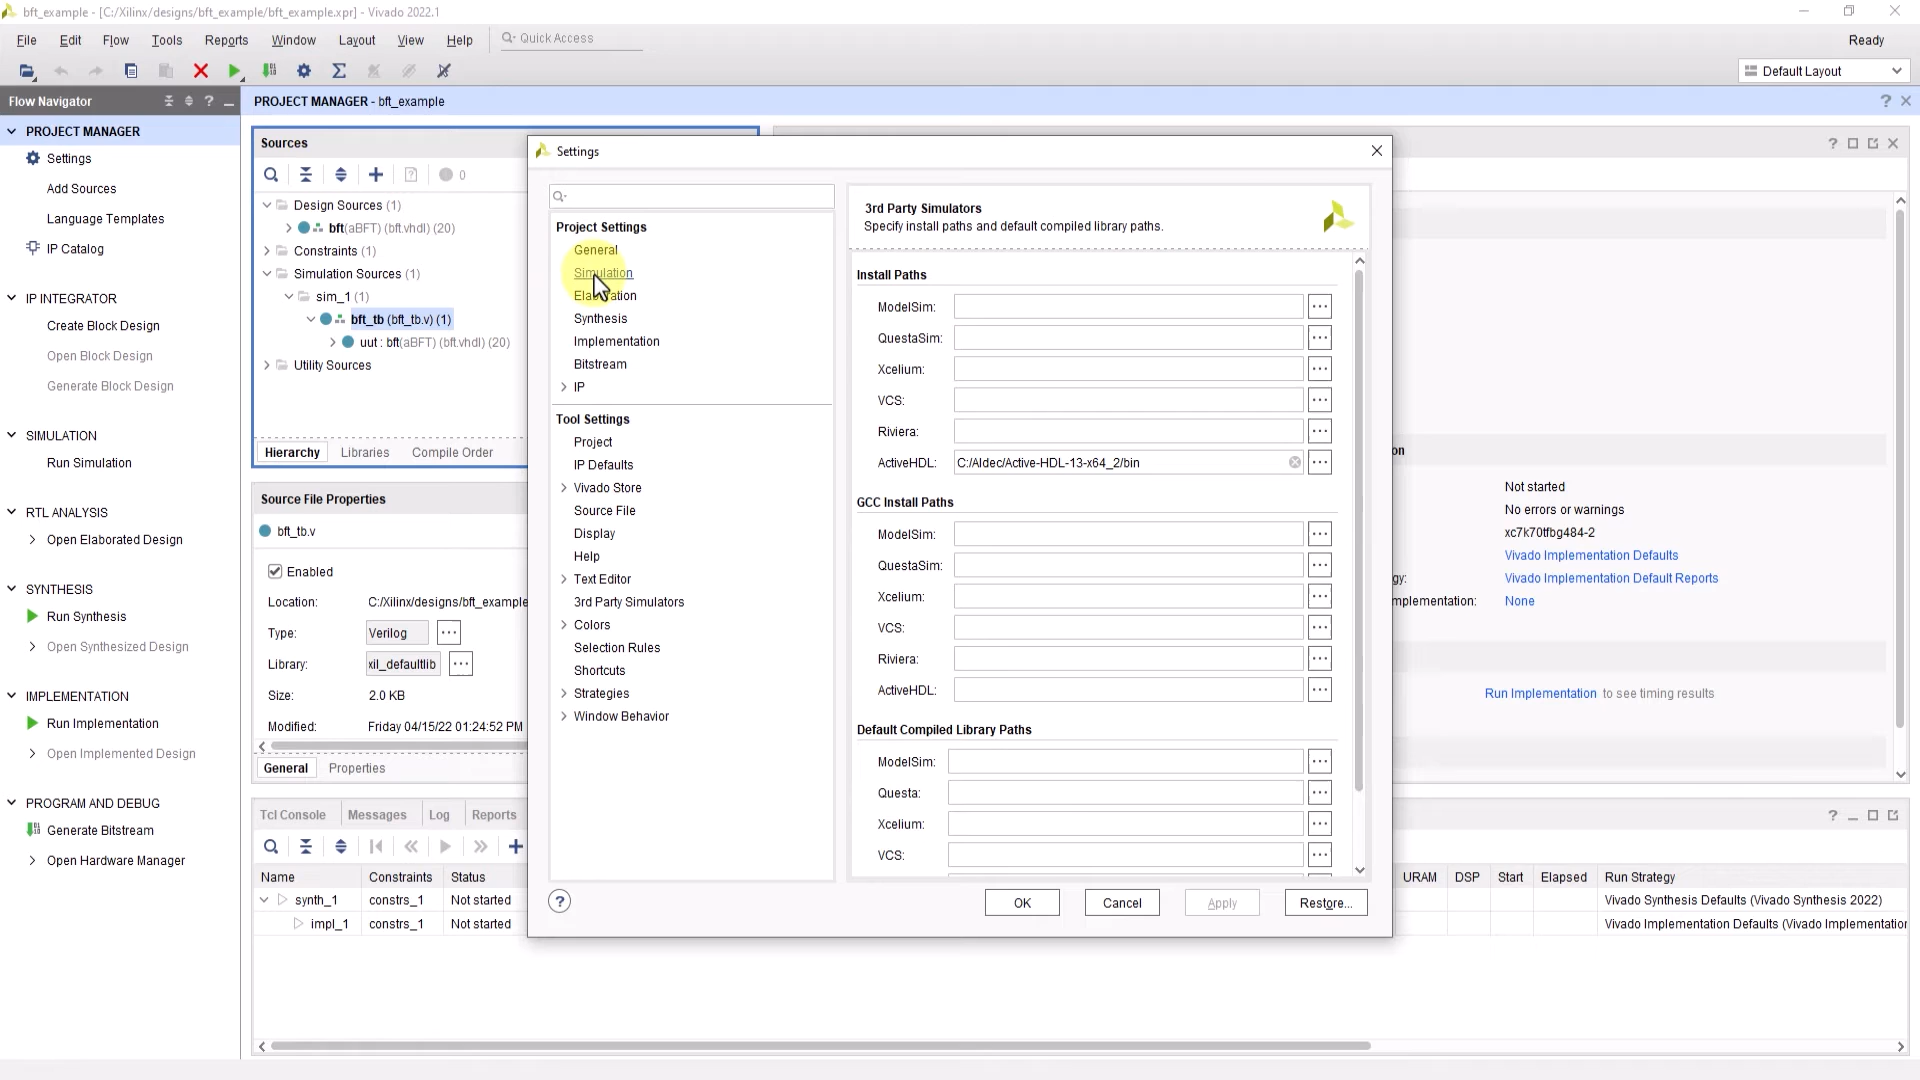 bft_example - [C:/Xilinx/designs/bft_example/bft_example.xpr] - Vivado 2022.1
File Edit Flow Tools Reports Window Layout View Help Quick Access
Ready
Default Layout
Flow Navigator
PROJECT MANAGER - bft_example
PROJECT MANAGER
Settings
Add Sources
Language Templates
IP Catalog
IP INTEGRATOR
Create Block Design
Open Block Design
Generate Block Design
SIMULATION
Run Simulation
RTL ANALYSIS
Open Elaborated Design
SYNTHESIS
Run Synthesis
Open Synthesized Design
IMPLEMENTATION
Run Implementation
Open Implemented Design
PROGRAM AND DEBUG
Generate Bitstream
Open Hardware Manager
Sources
0
Design Sources (1)
bft(aBFT) (bft.vhdl) (20)
Constraints (1)
Simulation Sources (1)
sim_1 (1)
bft_tb (bft_tb.v) (1)
uut : bft(aBFT) (bft.vhdl) (20)
Utility Sources
Hierarchy Libraries Compile Order
Source File Properties
bft_tb.v
Enabled
Location: C:/Xilinx/designs/bft_example
Type: Verilog
Library: xil_defaultlib
Size: 2.0 KB
Modified: Friday 04/15/22 01:24:52 PM
General Properties
Settings
Project Settings
General
Simulation
Elaboration
Synthesis
Implementation
Bitstream
IP
Tool Settings
Project
IP Defaults
Vivado Store
Source File
Display
Help
Text Editor
3rd Party Simulators
Colors
Selection Rules
Shortcuts
Strategies
Window Behavior
3rd Party Simulators
Specify install paths and default compiled library paths.
Install Paths
ModelSim:
QuestaSim:
Xcelium:
VCS:
Riviera:
ActiveHDL: C:/Aldec/Active-HDL-13-x64_2/bin
GCC Install Paths
ModelSim:
QuestaSim:
Xcelium:
VCS:
Riviera:
ActiveHDL:
Default Compiled Library Paths
ModelSim:
Questa:
Xcelium:
VCS:
OK Cancel Apply Restore...
on
Not started
No errors or warnings
xc7k70tfbg484-2
Vivado Implementation Defaults
gy: Vivado Implementation Default Reports
mplementation: None
Run Implementation to see timing results
Tcl Console Messages Log Reports
Name Constraints Status URAM DSP Start Elapsed Run Strategy
synth_1 constrs_1 Not started Vivado Synthesis Defaults (Vivado Synthesis 2022)
impl_1 constrs_1 Not started Vivado Implementation Defaults (Vivado Implementation